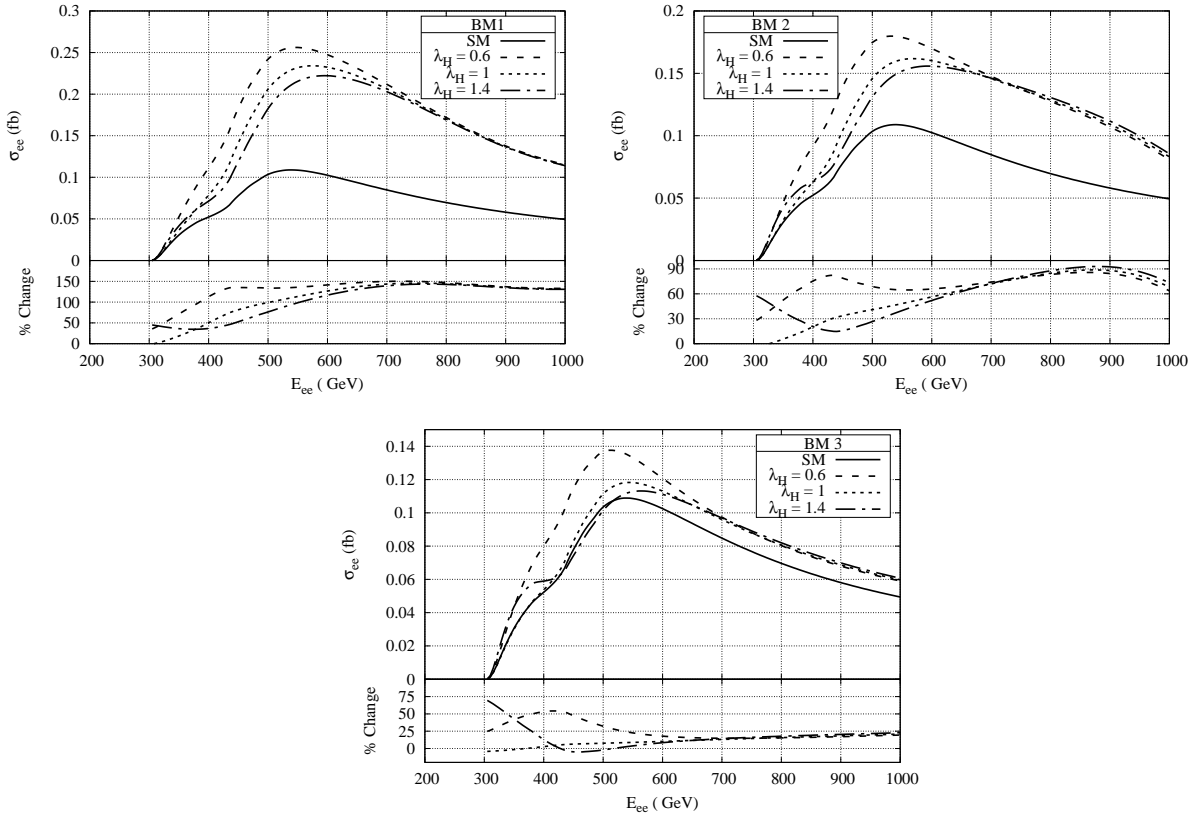 BM1
SM
λH = 0.6
λH = 1
λH = 1.4
σee (fb)
0.3
0.25
0.2
0.15
0.1
0.05
0
% Change
150
100
50
0
200 300 400 500 600 700 800 900 1000
Eee ( GeV)
BM 2
SM
λH = 0.6
λH = 1
λH = 1.4
σee (fb)
0.2
0.15
0.1
0.05
0
% Change
90
60
30
0
200 300 400 500 600 700 800 900 1000
Eee ( GeV)
BM 3
SM
λH = 0.6
λH = 1
λH = 1.4
σee (fb)
0.14
0.12
0.1
0.08
0.06
0.04
0.02
0
% Change
75
50
25
0
200 300 400 500 600 700 800 900 1000
Eee ( GeV)